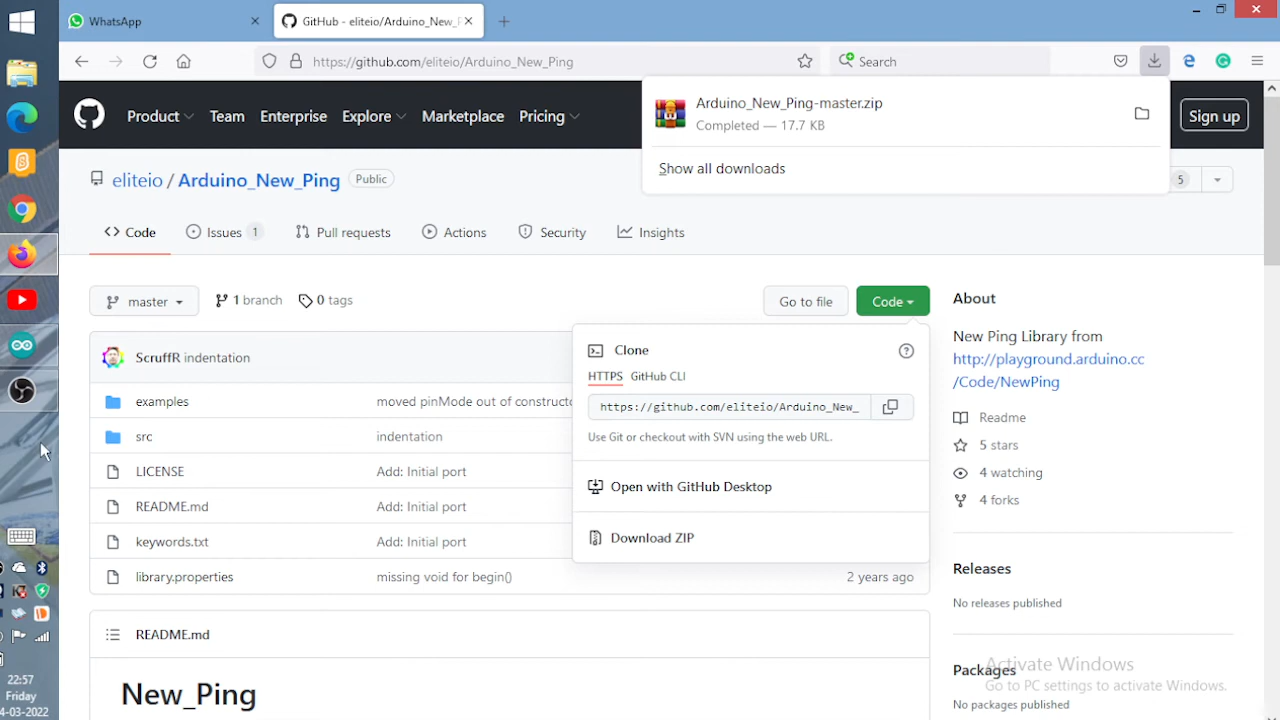 WhatsApp
GitHub - eliteio/Arduino_New_P
https://github.com/eliteio/Arduino_New_Ping
Search
Product
Team
Enterprise
Explore
Marketplace
Pricing
Sign up
Arduino_New_Ping-master.zip
Completed — 17.7 KB
Show all downloads
eliteio / Arduino_New_Ping
Public
5
Code
Issues 1
Pull requests
Actions
Security
Insights
master
1 branch
0 tags
Go to file
Code
ScruffR indentation
examples
moved pinMode out of constructo
src
indentation
LICENSE
Add: Initial port
README.md
Add: Initial port
keywords.txt
Add: Initial port
library.properties
missing void for begin()
2 years ago
Clone
HTTPS
GitHub CLI
https://github.com/eliteio/Arduino_New_
Use Git or checkout with SVN using the web URL.
Open with GitHub Desktop
Download ZIP
README.md
New_Ping
About
New Ping Library from
http://playground.arduino.cc
/Code/NewPing
Readme
5 stars
4 watching
4 forks
Releases
No releases published
Packages
No packages published
Activate Windows
Go to PC settings to activate Windows.
22:57
Friday
4-03-2022